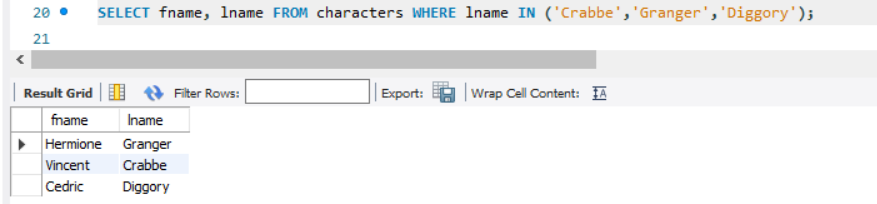 20 SELECT fname, lname FROM characters WHERE lname IN ('Crabbe','Granger','Diggory');
21
Result Grid Filter Rows: Export: Wrap Cell Content: IA
fname lname
Hermione Granger
Vincent Crabbe
Cedric Diggory